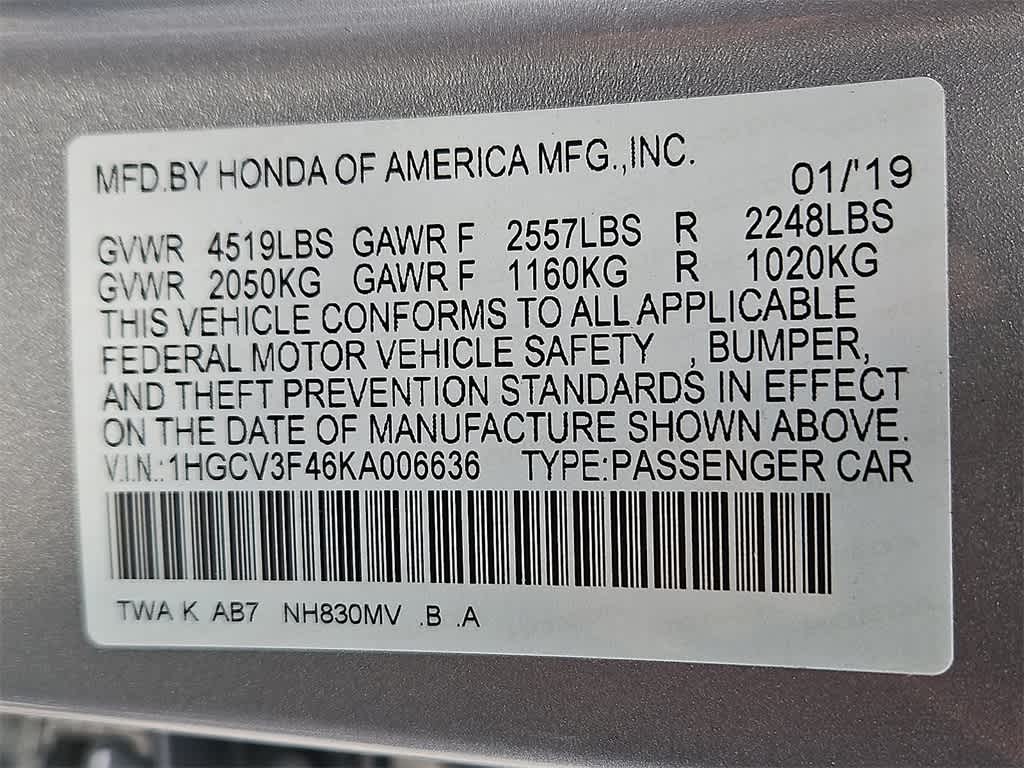 MFD.BY HONDA OF AMERICA MFG.,INC. 01/'19
GVWR 4519LBS GAWR F 2557LBS R 2248LBS
GVWR 2050KG GAWR F 1160KG R 1020KG
THIS VEHICLE CONFORMS TO ALL APPLICABLE
FEDERAL MOTOR VEHICLE SAFETY , BUMPER,
AND THEFT PREVENTION STANDARDS IN EFFECT
ON THE DATE OF MANUFACTURE SHOWN ABOVE.
V.I.N.:1HGCV3F46KA006636 TYPE:PASSENGER CAR
TWA K AB7 NH830MV .B .A